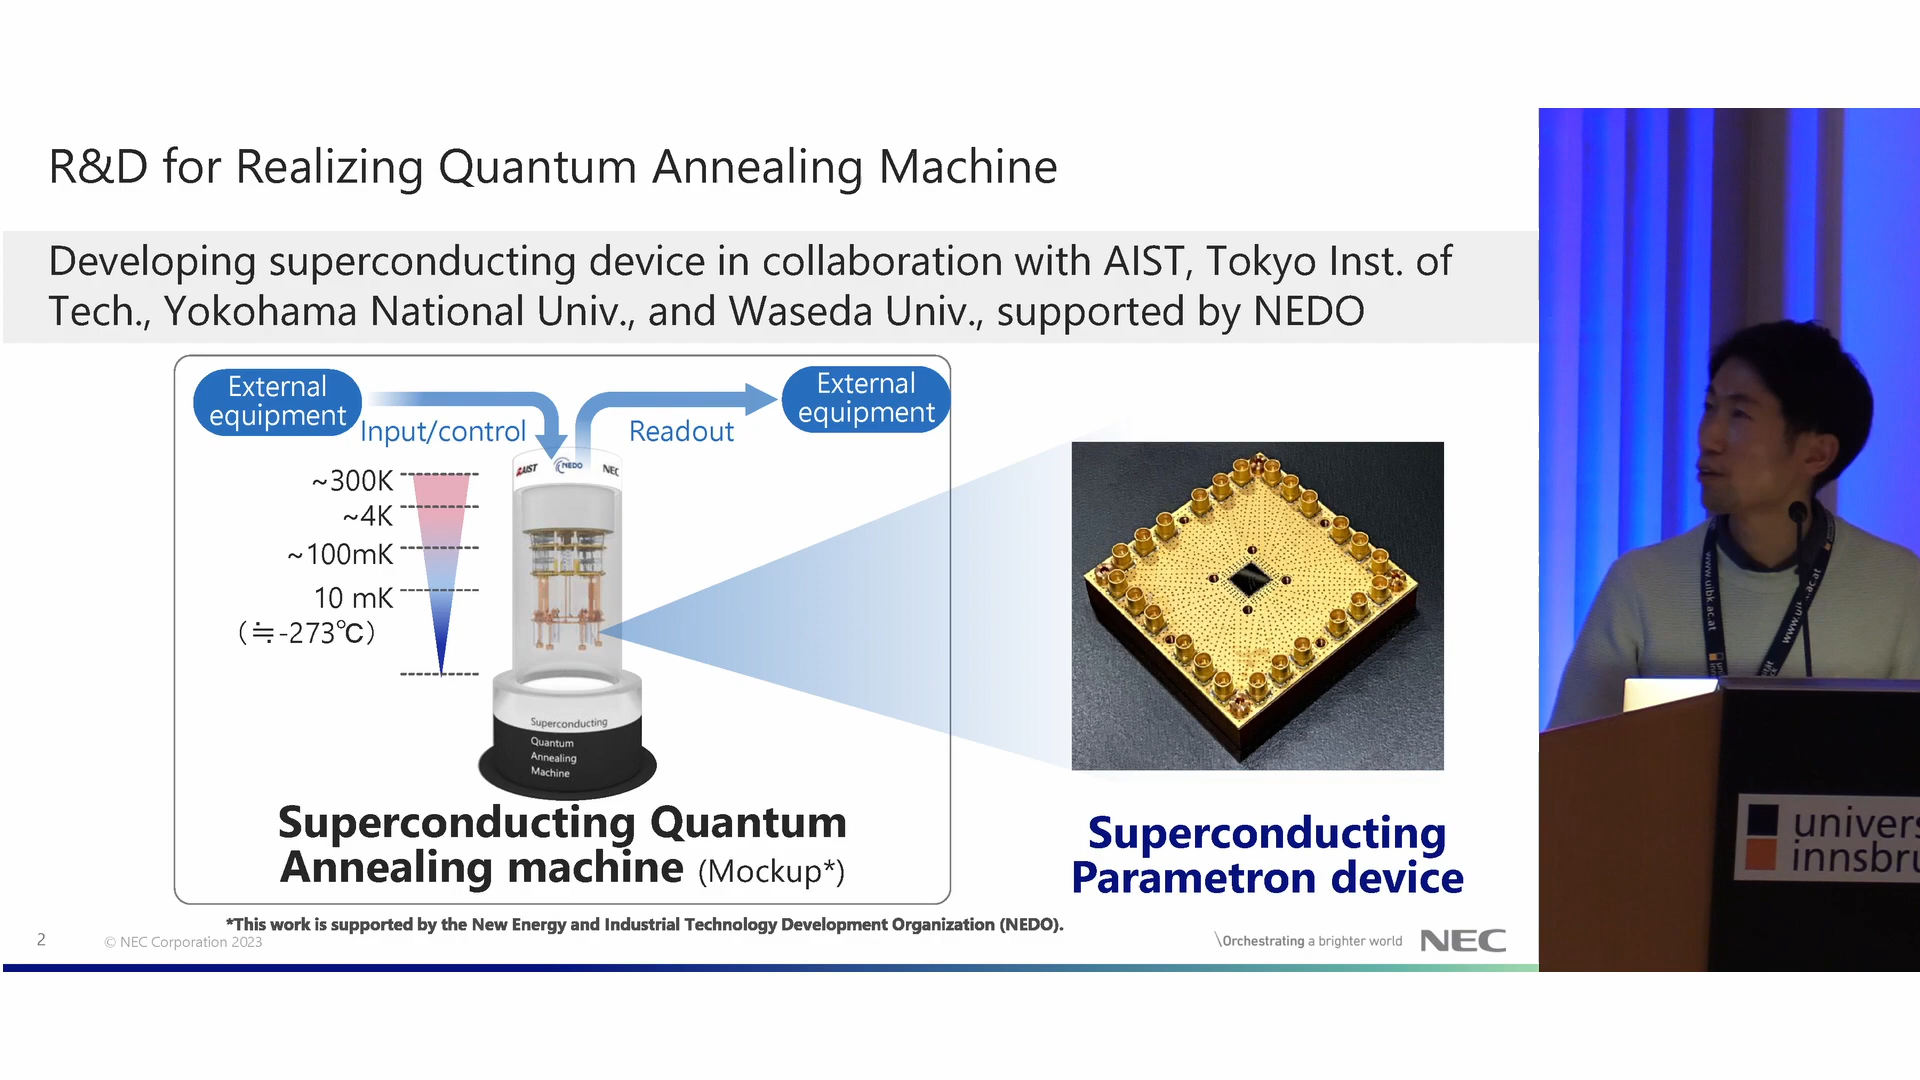 R&D for Realizing Quantum Annealing Machine
Developing superconducting device in collaboration with AIST, Tokyo Inst. of
Tech., Yokohama National Univ., and Waseda Univ., supported by NEDO
External
equipment
Input/control
Readout
External
equipment
~300K
~4K
~100mK
10 mK
(≒-273℃)
AIST
NEDO
NEC
Superconducting
Quantum
Annealing
Machine
Superconducting Quantum
Annealing machine (Mockup*)
Superconducting
Parametron device
*This work is supported by the New Energy and Industrial Technology Development Organization (NEDO).
2
© NEC Corporation 2023
\Orchestrating a brighter world
NEC
www.uibk.ac.at
univers
innsbru